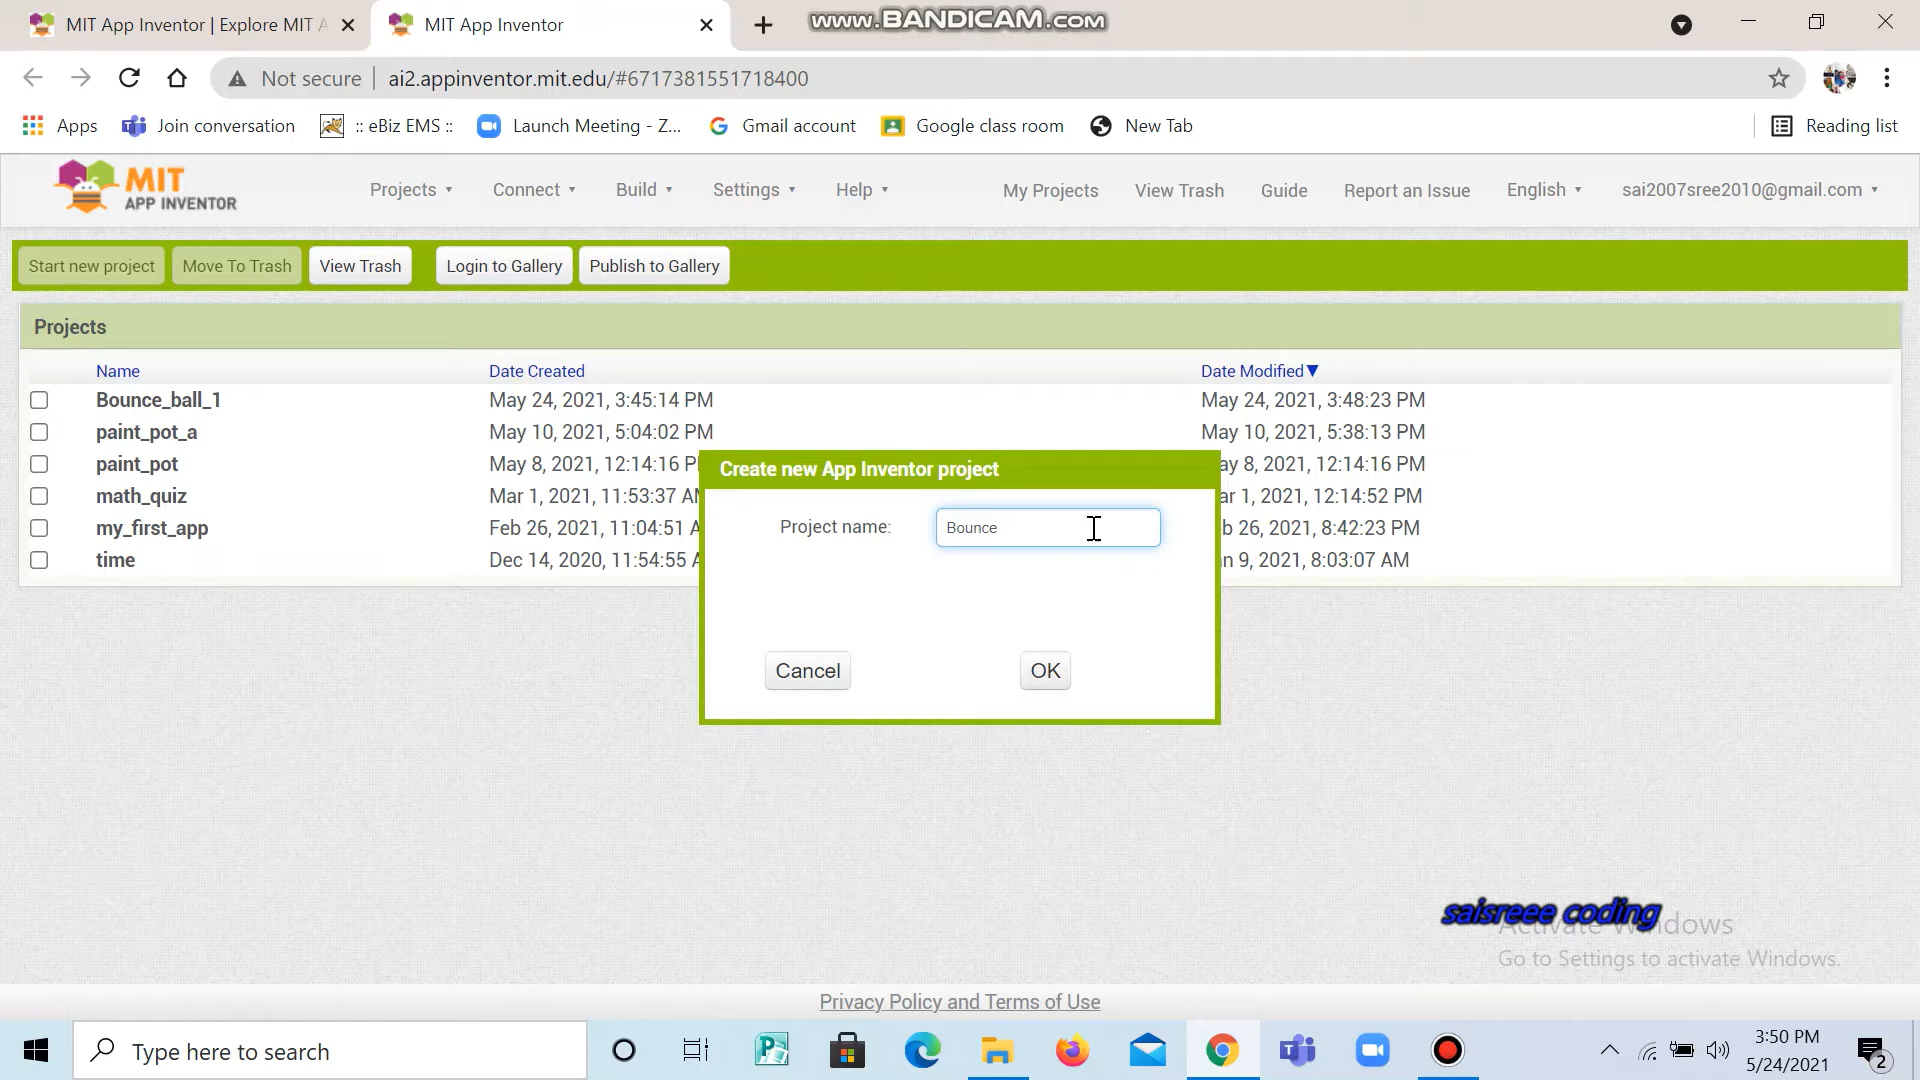 MIT App Inventor | Explore MIT A
MIT App Inventor
www.BANDICAM.com
Not secure
ai2.appinventor.mit.edu/#6717381551718400
Apps
Join conversation
:: eBiz EMS ::
Launch Meeting - Z...
Gmail account
Google class room
New Tab
Reading list
MIT
APP INVENTOR
Projects
Connect
Build
Settings
Help
My Projects
View Trash
Guide
Report an Issue
English
sai2007sree2010@gmail.com
Start new project
Move To Trash
View Trash
Login to Gallery
Publish to Gallery
Projects
Name
Date Created
Date Modified
Bounce_ball_1
May 24, 2021, 3:45:14 PM
May 24, 2021, 3:48:23 PM
paint_pot_a
May 10, 2021, 5:04:02 PM
May 10, 2021, 5:38:13 PM
paint_pot
May 8, 2021, 12:14:16 P
ay 8, 2021, 12:14:16 PM
math_quiz
Mar 1, 2021, 11:53:37 AM
ar 1, 2021, 12:14:52 PM
my_first_app
Feb 26, 2021, 11:04:51 A
b 26, 2021, 8:42:23 PM
time
Dec 14, 2020, 11:54:55 A
n 9, 2021, 8:03:07 AM
Create new App Inventor project
Project name:
Bounce
Cancel
OK
saisreee coding
Activate Windows
Go to Settings to activate Windows.
Privacy Policy and Terms of Use
Type here to search
3:50 PM
5/24/2021
2